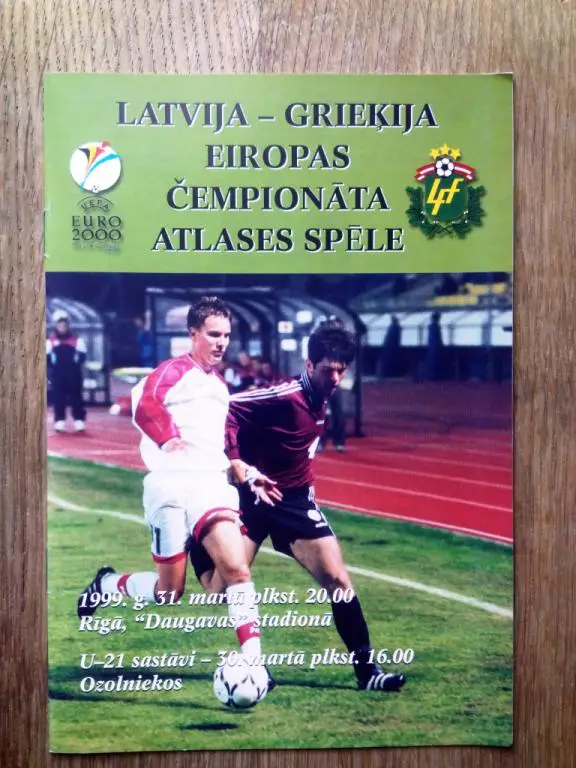 LATVIJA – GRIEĶIJA
EIROPAS
ČEMPIONĀTA
ATLASES SPĒLE
UEFA
EURO
2000
LFF
1999. g. 31. martā plkst. 20.00
Rīgā, "Daugavas" stadionā
U–21 sastāvi – 30. martā plkst. 16.00
Ozolniekos